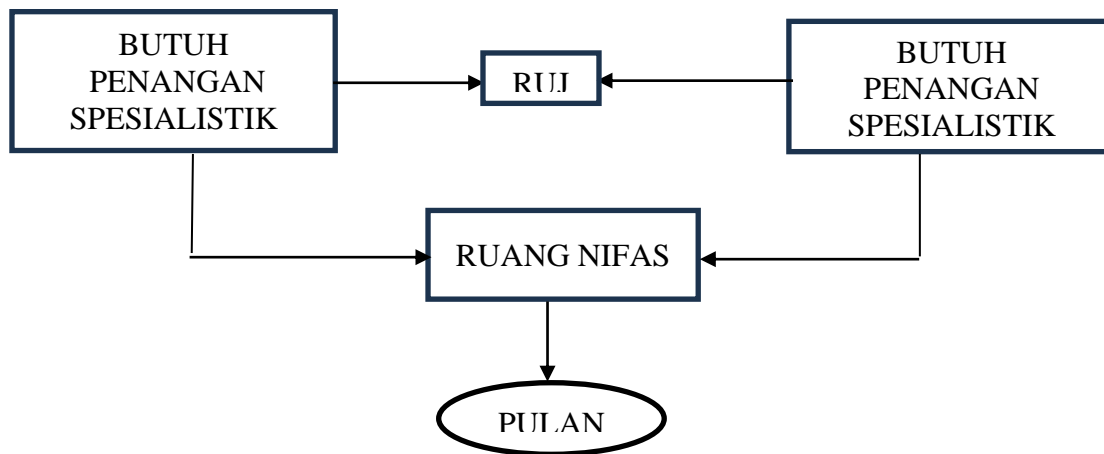 BUTUH
PENANGAN
SPESIALISTIK
RUJ
BUTUH
PENANGAN
SPESIALISTIK
RUANG NIFAS
PULAN